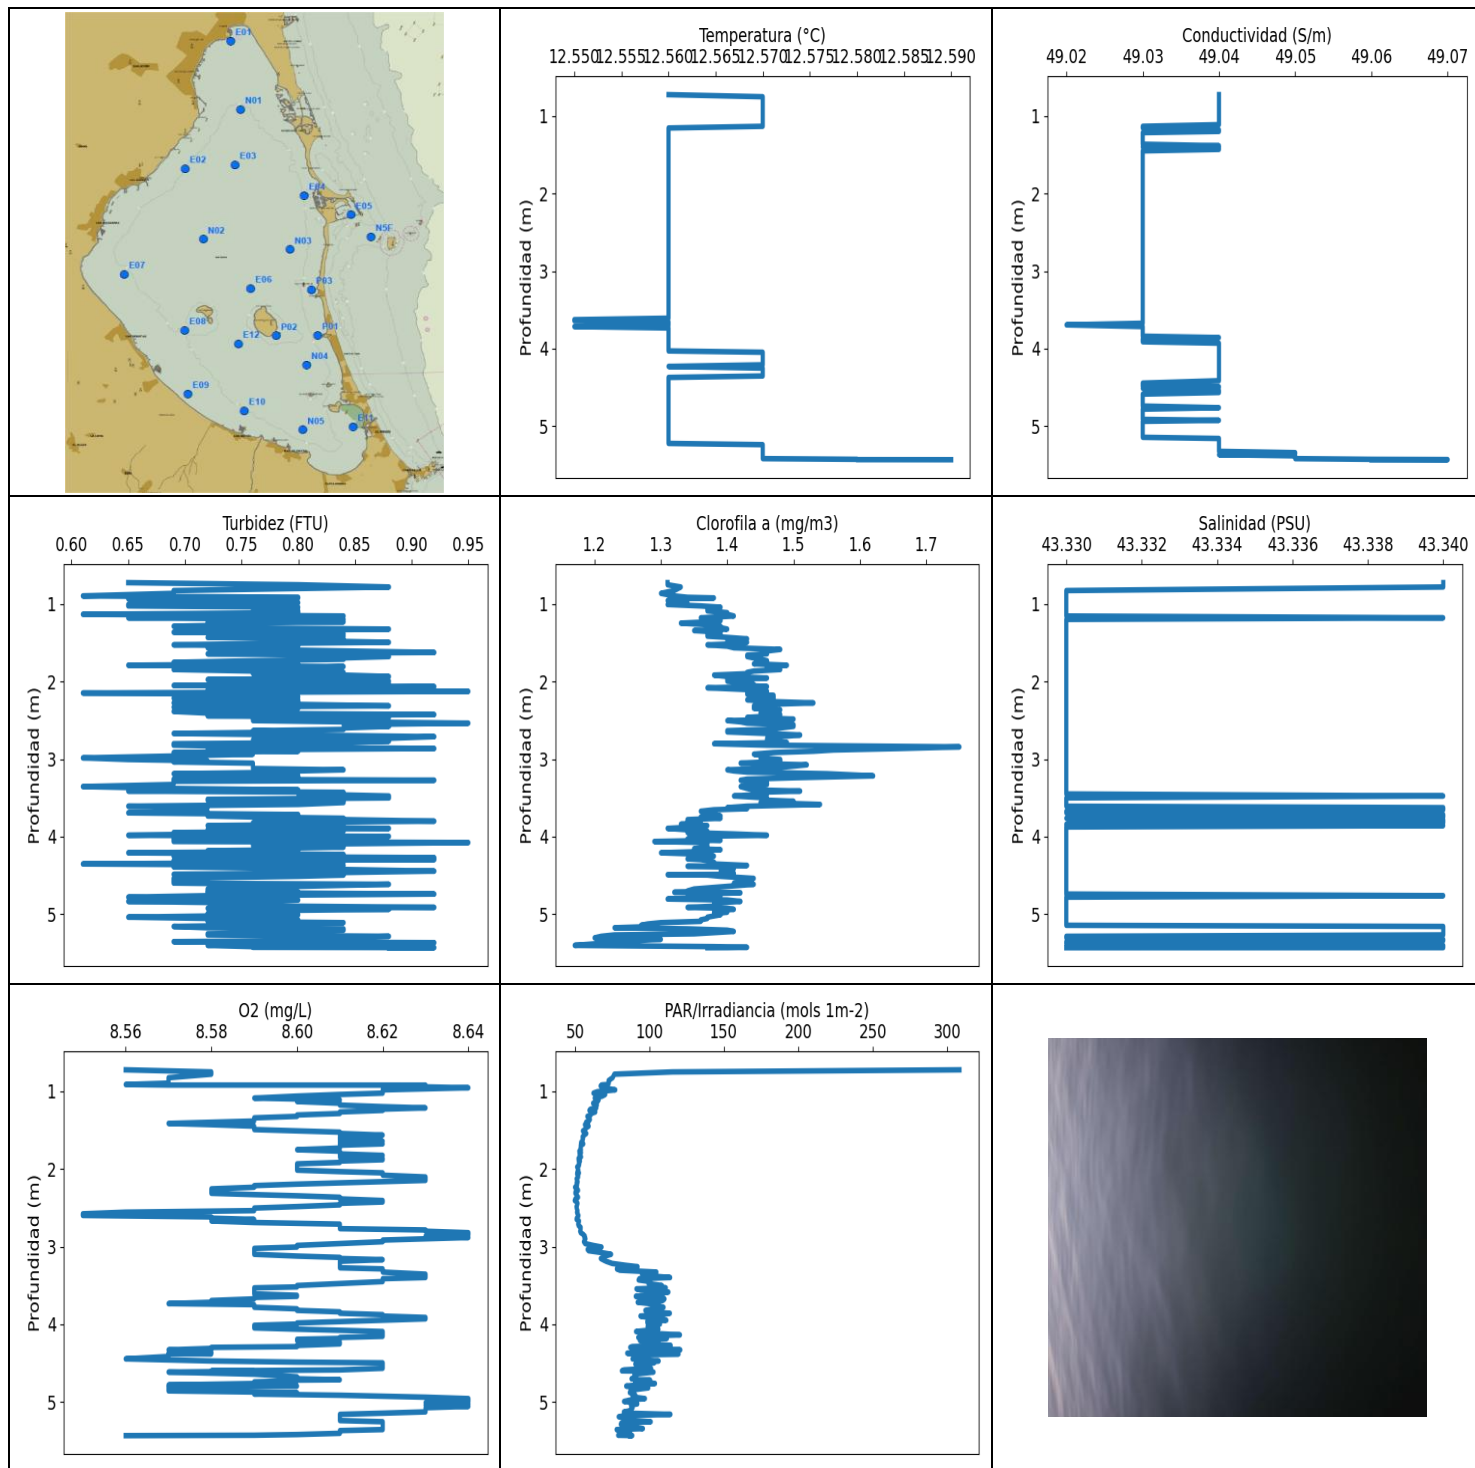 E01
N01
E02
E03
E04
E05
N5F
N02
N03
E07
E06
P03
E08
E12
P02
P01
N04
E09
E10
N05
E11
Temperatura (°C)
12.550 12.555 12.560 12.565 12.570 12.575 12.580 12.585 12.590
Profundidad (m)
1
2
3
4
5
Conductividad (S/m)
49.02 49.03 49.04 49.05 49.06 49.07
Profundidad (m)
1
2
3
4
5
Turbidez (FTU)
0.60 0.65 0.70 0.75 0.80 0.85 0.90 0.95
Profundidad (m)
1
2
3
4
5
Clorofila a (mg/m3)
1.2 1.3 1.4 1.5 1.6 1.7
Profundidad (m)
1
2
3
4
5
Salinidad (PSU)
43.330 43.332 43.334 43.336 43.338 43.340
Profundidad (m)
1
2
3
4
5
O2 (mg/L)
8.56 8.58 8.60 8.62 8.64
Profundidad (m)
1
2
3
4
5
PAR/Irradiancia (mols 1m-2)
50 100 150 200 250 300
Profundidad (m)
1
2
3
4
5